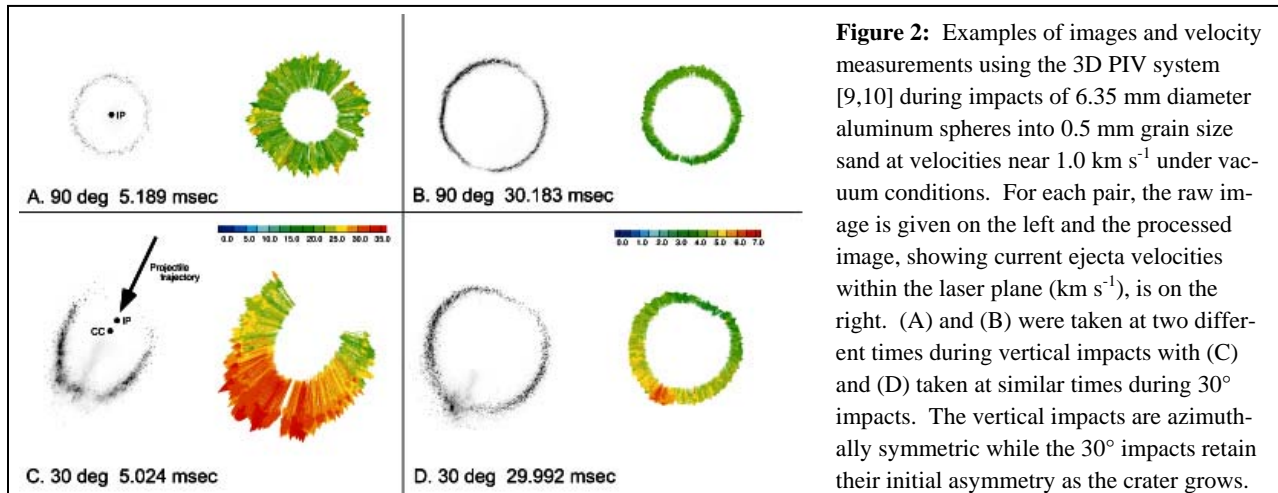 IP
A. 90 deg 5.189 msec
B. 90 deg 30.183 msec
0.0 5.0 10.0 15.0 20.0 25.0 30.0 35.0
Projectile
trajectory
IP
CC
C. 30 deg 5.024 msec
0.0 1.0 2.0 3.0 4.0 5.0 6.0 7.0
D. 30 deg 29.992 msec
Figure 2: Examples of images and velocity
measurements using the 3D PIV system
[9,10] during impacts of 6.35 mm diameter
aluminum spheres into 0.5 mm grain size
sand at velocities near 1.0 km s-1 under vac-
uum conditions. For each pair, the raw im-
age is given on the left and the processed
image, showing current ejecta velocities
within the laser plane (km s-1), is on the
right. (A) and (B) were taken at two differ-
ent times during vertical impacts with (C)
and (D) taken at similar times during 30°
impacts. The vertical impacts are azimuth-
ally symmetric while the 30° impacts retain
their initial asymmetry as the crater grows.